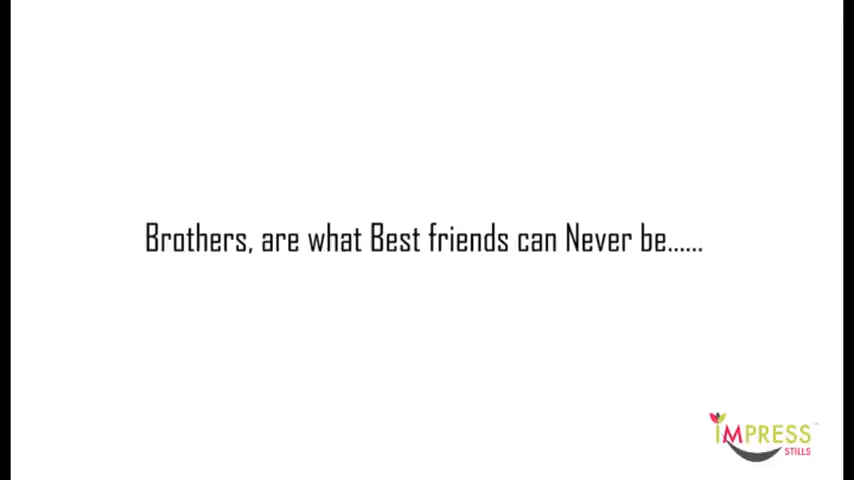 Brothers, are what Best friends can Never be......
IMPRESS
STILLS